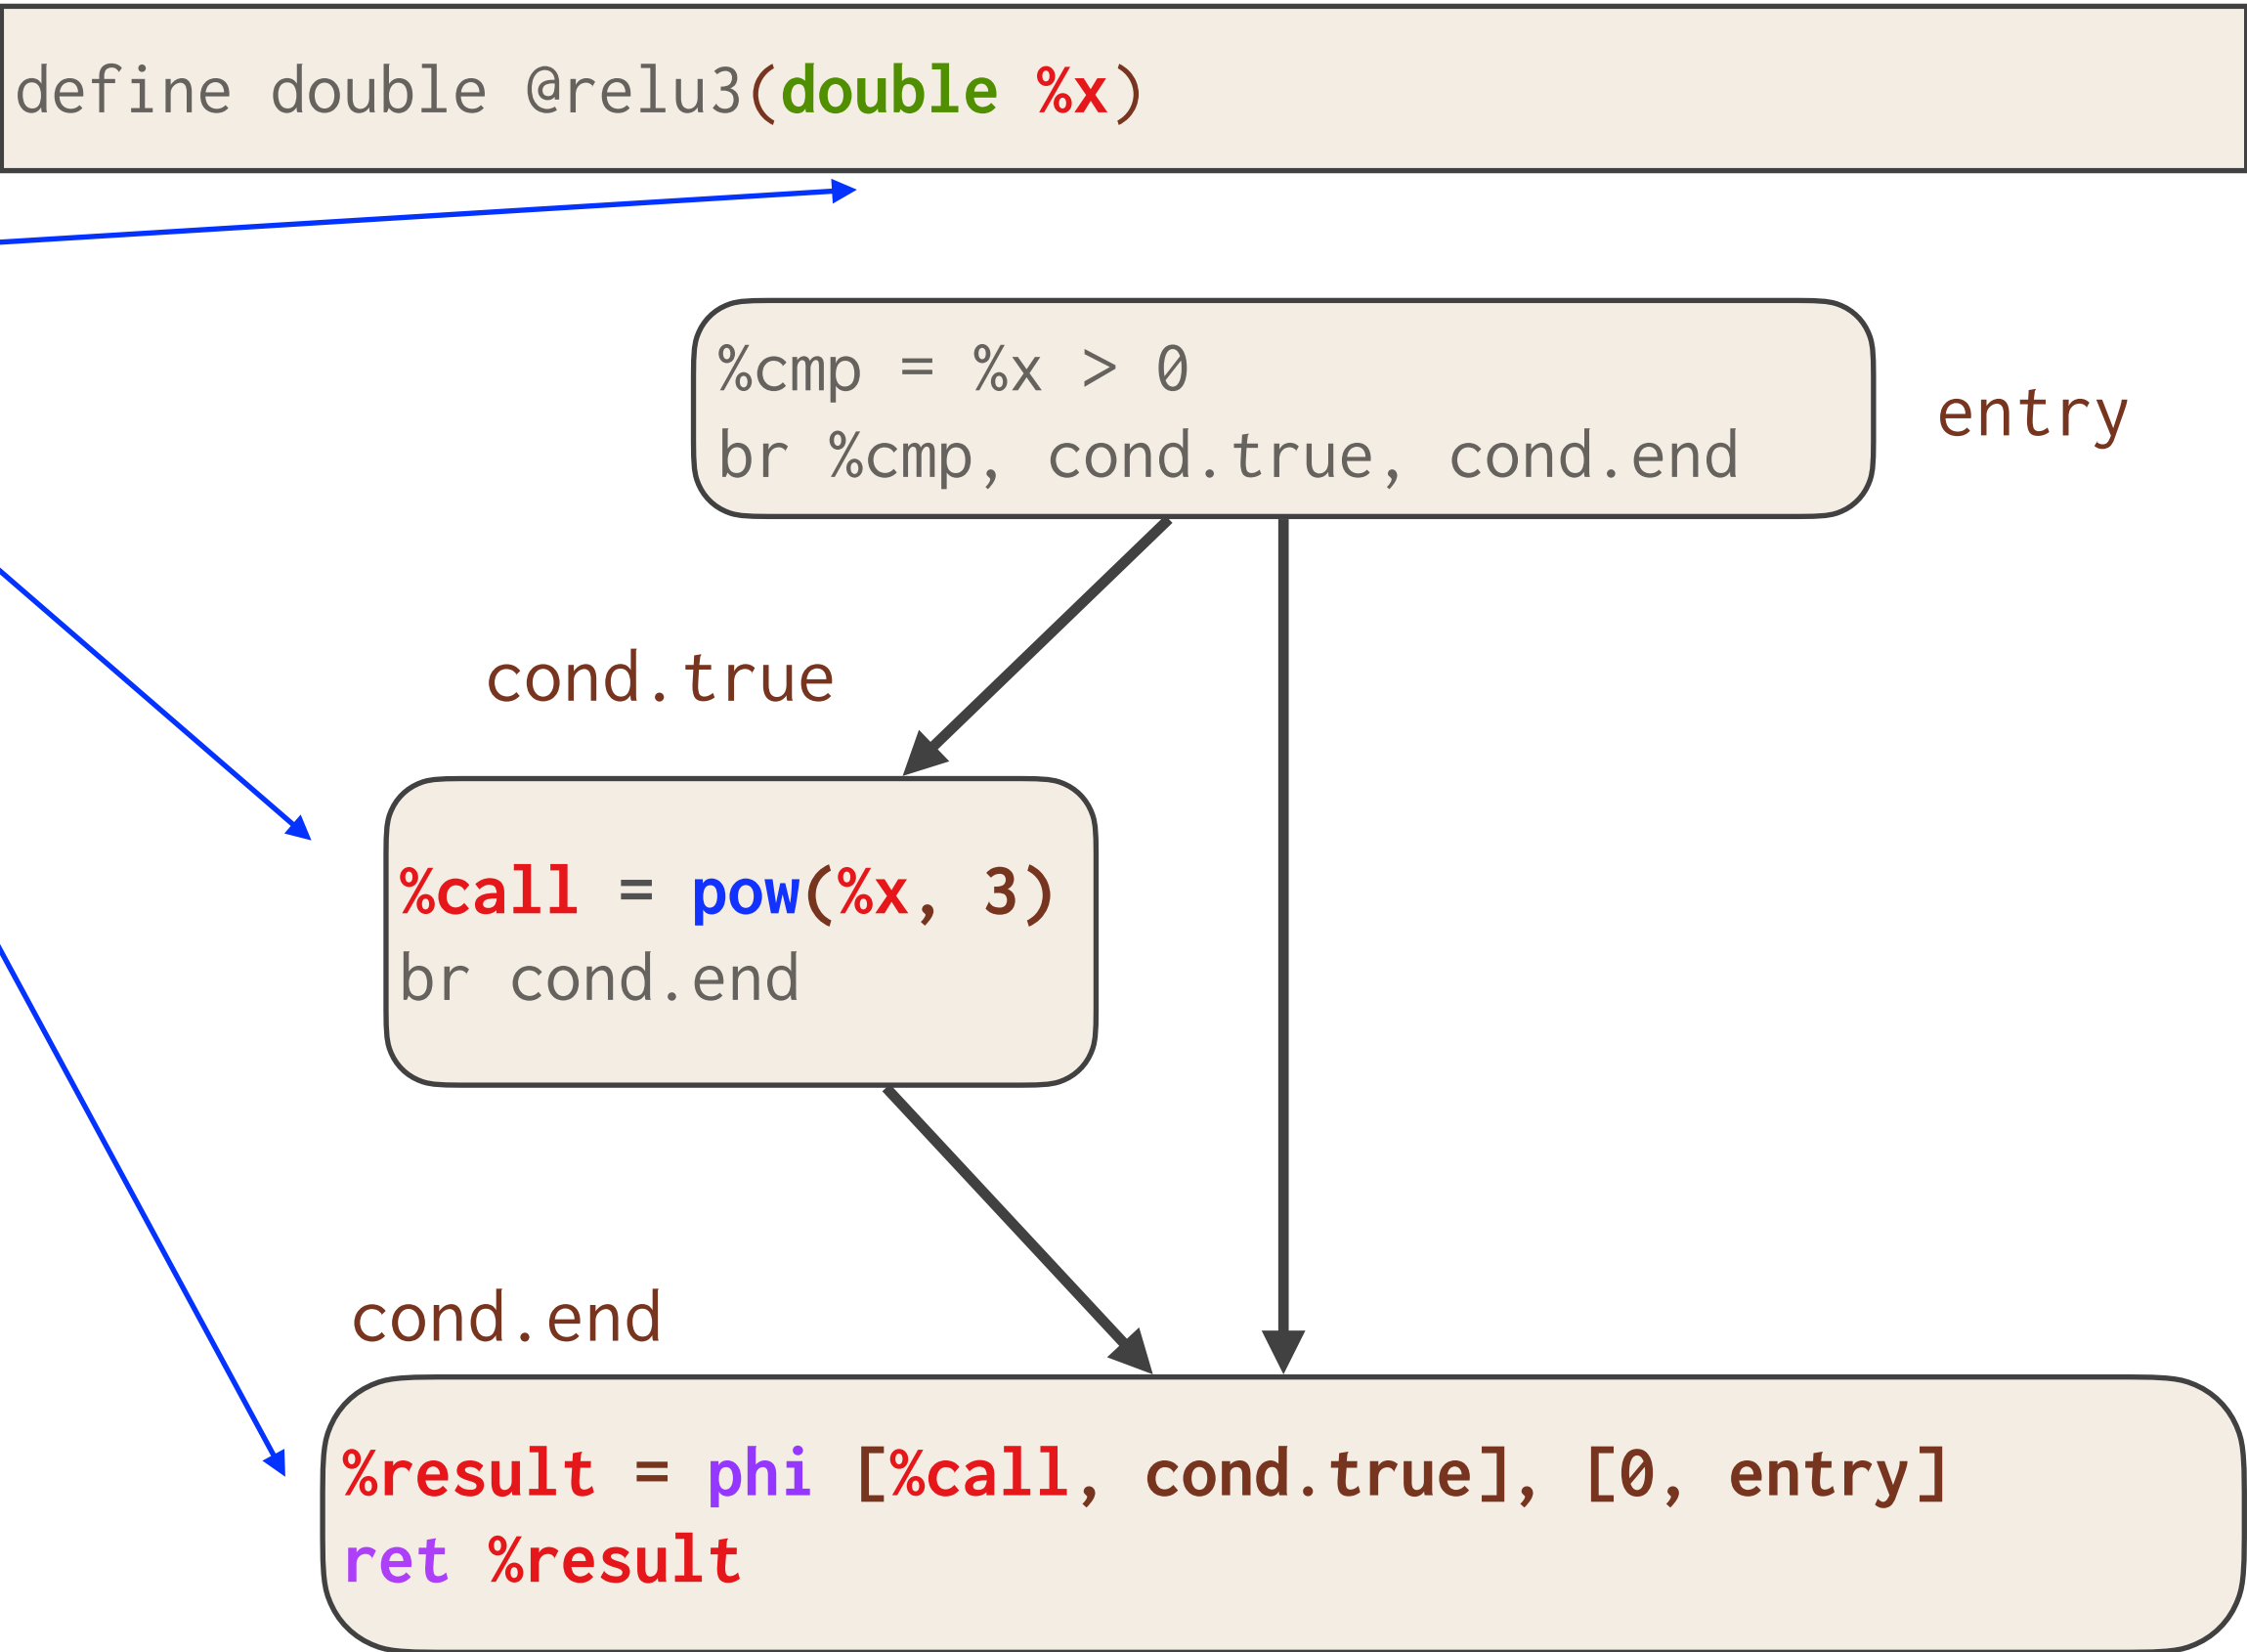 define double @relu3(double %x)
%cmp = %x > 0
br %cmp, cond.true, cond.end
entry
cond.true
%call = pow(%x, 3)
br cond.end
cond.end
%result = phi [%call, cond.true], [0, entry]
ret %result